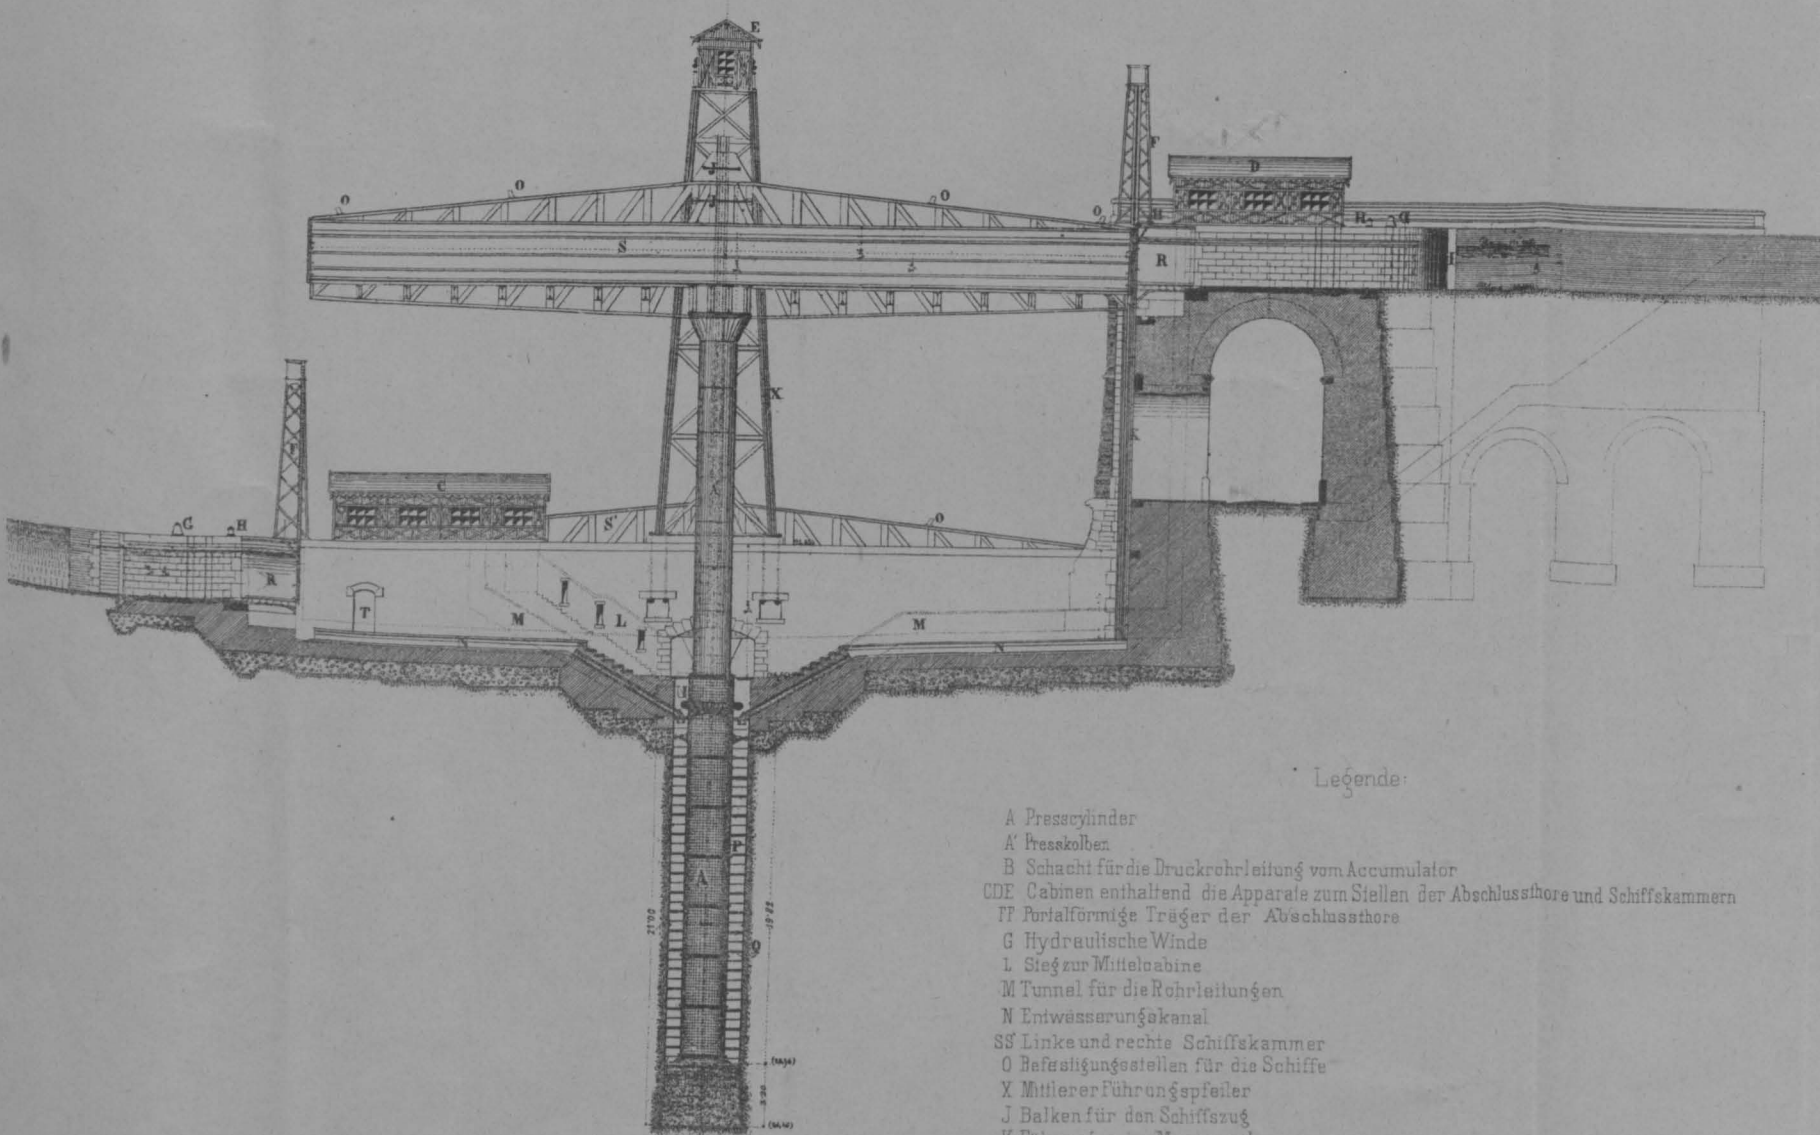 E
F
D
O
O
O
O
J
J
H
H
G
S
R
I
X
F
C
K
G
H
S'
O
R
T
M
L
M
N
N
P
A
Q
21'00
Legende:
A Presscylinder
A' Presskolben
B Schacht für die Druckrohrleitung vom Accumulator
CDE Cabinen enthaltend die Apparate zum Stellen der Abschlussthore und Schiffskammern
FF Portalförmige Träger der Abschlussthore
G Hydraulische Winde
L Steg zur Mittelcabine
M Tunnel für die Rohrleitungen
N Entwässerungskanal
SS' Linke und rechte Schiffskammer
O Befestigungsstellen für die Schiffe
X Mittlerer Führungspfeiler
J Balken für den Schiffszug